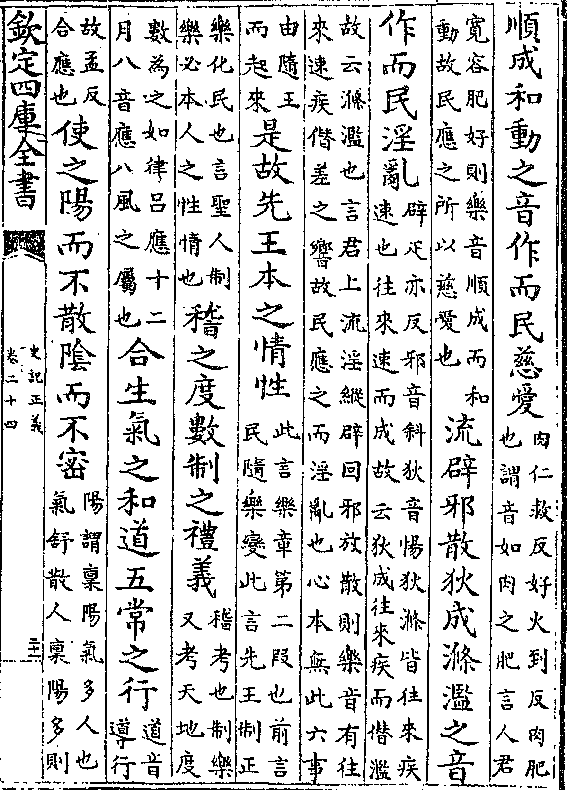 順成和動之音作而民慈愛肉仁救反好火到反肉肥
也謂音如肉之肥言人君
寛容肥好則樂音順成而和
動故民應之所以慈愛也流辟邪散狄成滌濫之音
作而民淫亂辟疋亦反邪音斜狄音惕狄滌皆往來疾
速也往來速而成故云狄成往來疾而僭濫
故云滌濫也言君上流淫縱辟回邪放散則樂音有往
來速疾僭差之響故民應之而淫亂也心本無此六事
由隨王
而起來是故先王本之情性此言樂章第二段也前言
民隨樂變此言先王制正
樂化民也言聖人制
樂必本人之性情也稽之度數制之禮義稽考也制樂
又考天地度
數為之如律呂應十二
月八音應八風之屬也合生氣之和道五常之行道音
導行
故孟反
合應也使之陽而不散陰而不密陽謂稟陽氣多人也
氣舒散人稟陽多則
欽定四庫全書
史記正義
卷二十四
二十一